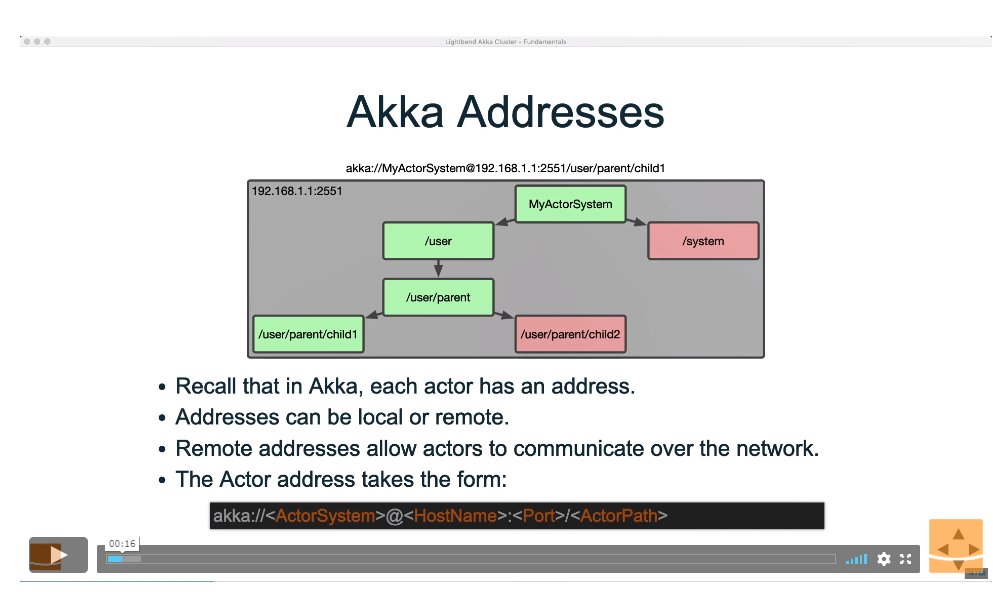 Lightbend Akka Cluster - Fundamentals
Akka Addresses
akka://MyActorSystem@192.168.1.1:2551/user/parent/child1
192.168.1.1:2551
MyActorSystem
/user
/system
/user/parent
/user/parent/child1
/user/parent/child2
• Recall that in Akka, each actor has an address.
• Addresses can be local or remote.
• Remote addresses allow actors to communicate over the network.
• The Actor address takes the form:
akka://<ActorSystem>@<HostName>:<Port>/<ActorPath>
00:16